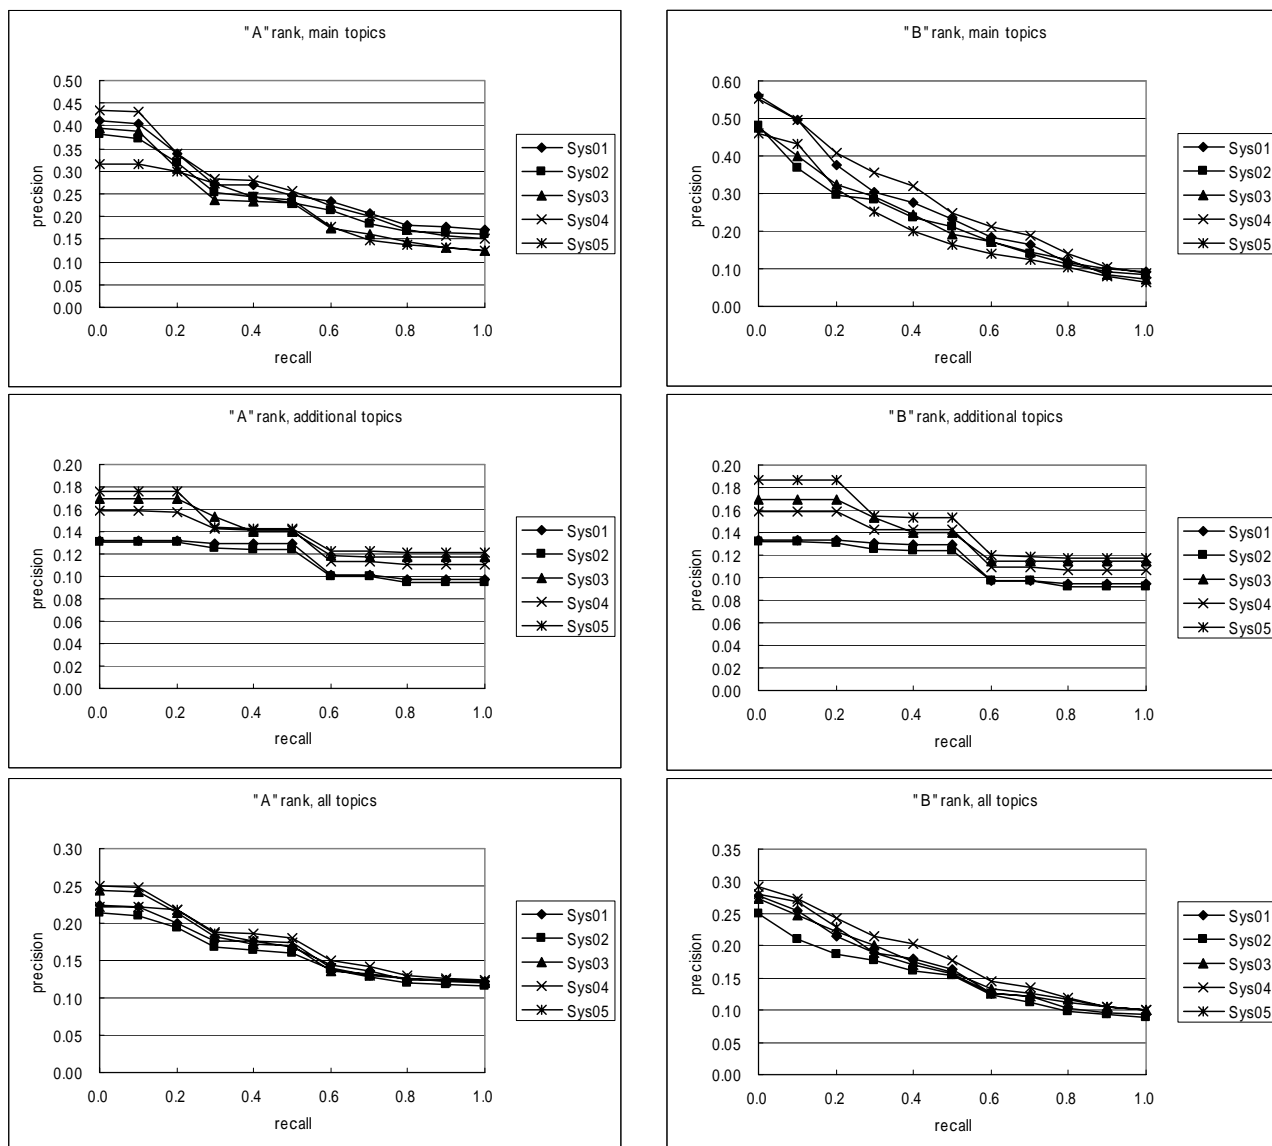 "A" rank, main topics
precision
0.50
0.45
0.40
0.35
0.30
0.25
0.20
0.15
0.10
0.05
0.00
0.0 0.2 0.4 0.6 0.8 1.0
recall
Sys01
Sys02
Sys03
Sys04
Sys05
"B" rank, main topics
precision
0.60
0.50
0.40
0.30
0.20
0.10
0.00
0.0 0.2 0.4 0.6 0.8 1.0
recall
Sys01
Sys02
Sys03
Sys04
Sys05
"A" rank, additional topics
precision
0.20
0.18
0.16
0.14
0.12
0.10
0.08
0.06
0.04
0.02
0.00
0.0 0.2 0.4 0.6 0.8 1.0
recall
Sys01
Sys02
Sys03
Sys04
Sys05
"B" rank, additional topics
precision
0.20
0.18
0.16
0.14
0.12
0.10
0.08
0.06
0.04
0.02
0.00
0.0 0.2 0.4 0.6 0.8 1.0
recall
Sys01
Sys02
Sys03
Sys04
Sys05
"A" rank, all topics
precision
0.30
0.25
0.20
0.15
0.10
0.05
0.00
0.0 0.2 0.4 0.6 0.8 1.0
recall
Sys01
Sys02
Sys03
Sys04
Sys05
"B" rank, all topics
precision
0.35
0.30
0.25
0.20
0.15
0.10
0.05
0.00
0.0 0.2 0.4 0.6 0.8 1.0
recall
Sys01
Sys02
Sys03
Sys04
Sys05